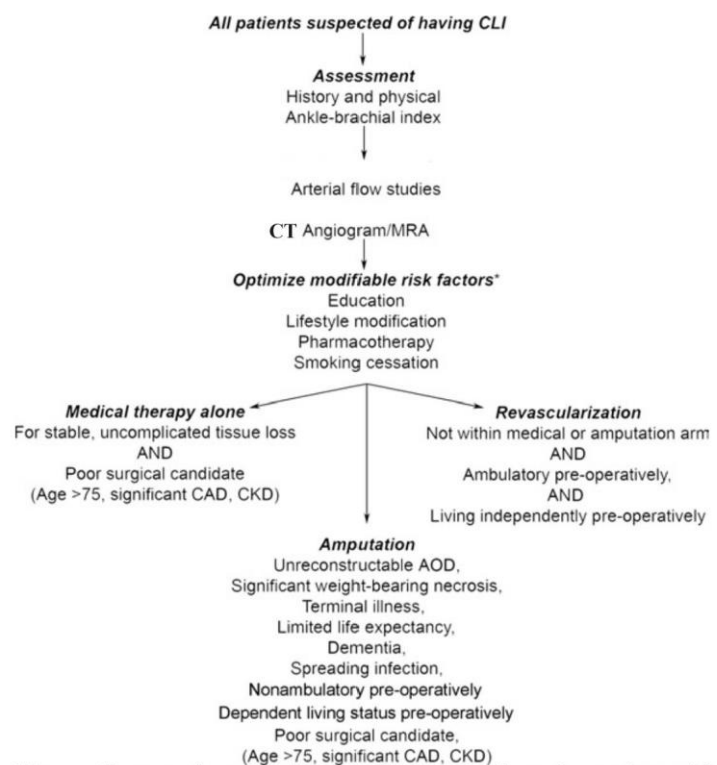 All patients suspected of having CLI
Assessment
History and physical
Ankle-brachial index
Arterial flow studies
CT Angiogram/MRA
Optimize modifiable risk factors*
Education
Lifestyle modification
Pharmacotherapy
Smoking cessation
Medical therapy alone
For stable, uncomplicated tissue loss
AND
Poor surgical candidate
(Age >75, significant CAD, CKD)
Revascularization
Not within medical or amputation arm
AND
Ambulatory pre-operatively,
AND
Living independently pre-operatively
Amputation
Unreconstructable AOD,
Significant weight-bearing necrosis,
Terminal illness,
Limited life expectancy,
Dementia,
Spreading infection,
Nonambulatory pre-operatively
Dependent living status pre-operatively
Poor surgical candidate,
(Age >75, significant CAD, CKD)